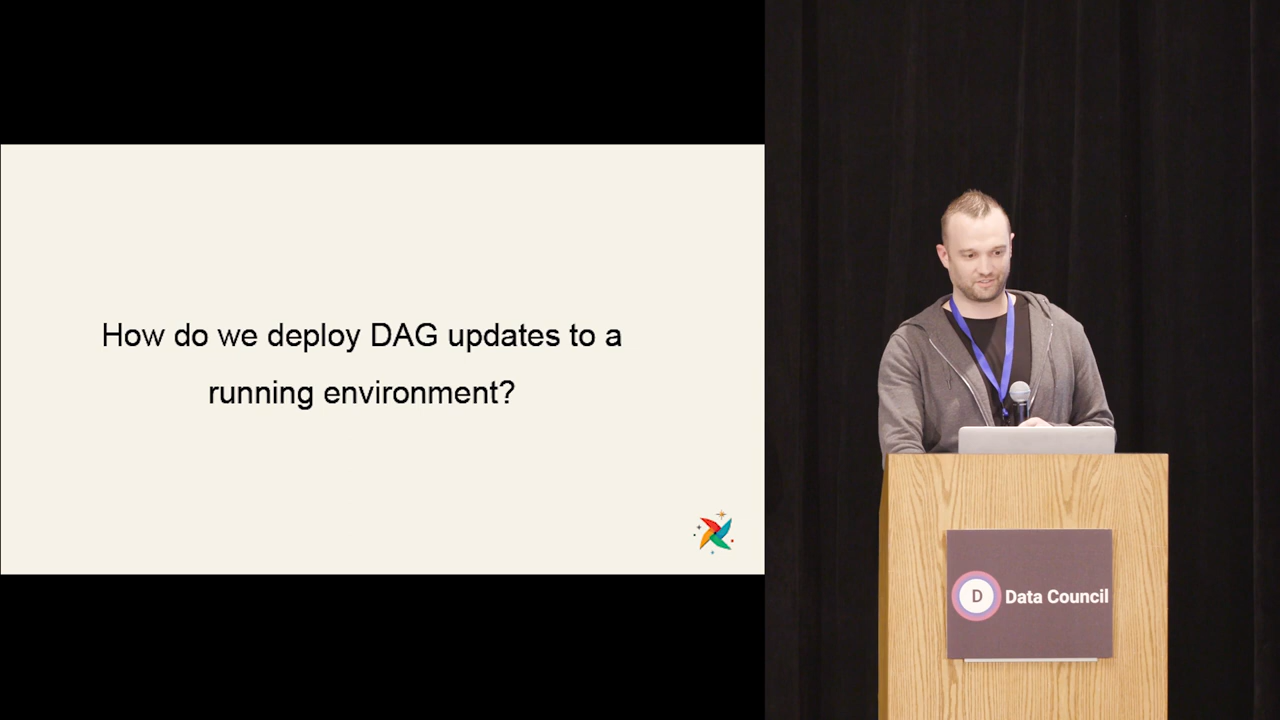 How do we deploy DAG updates to a
running environment?
D Data Council